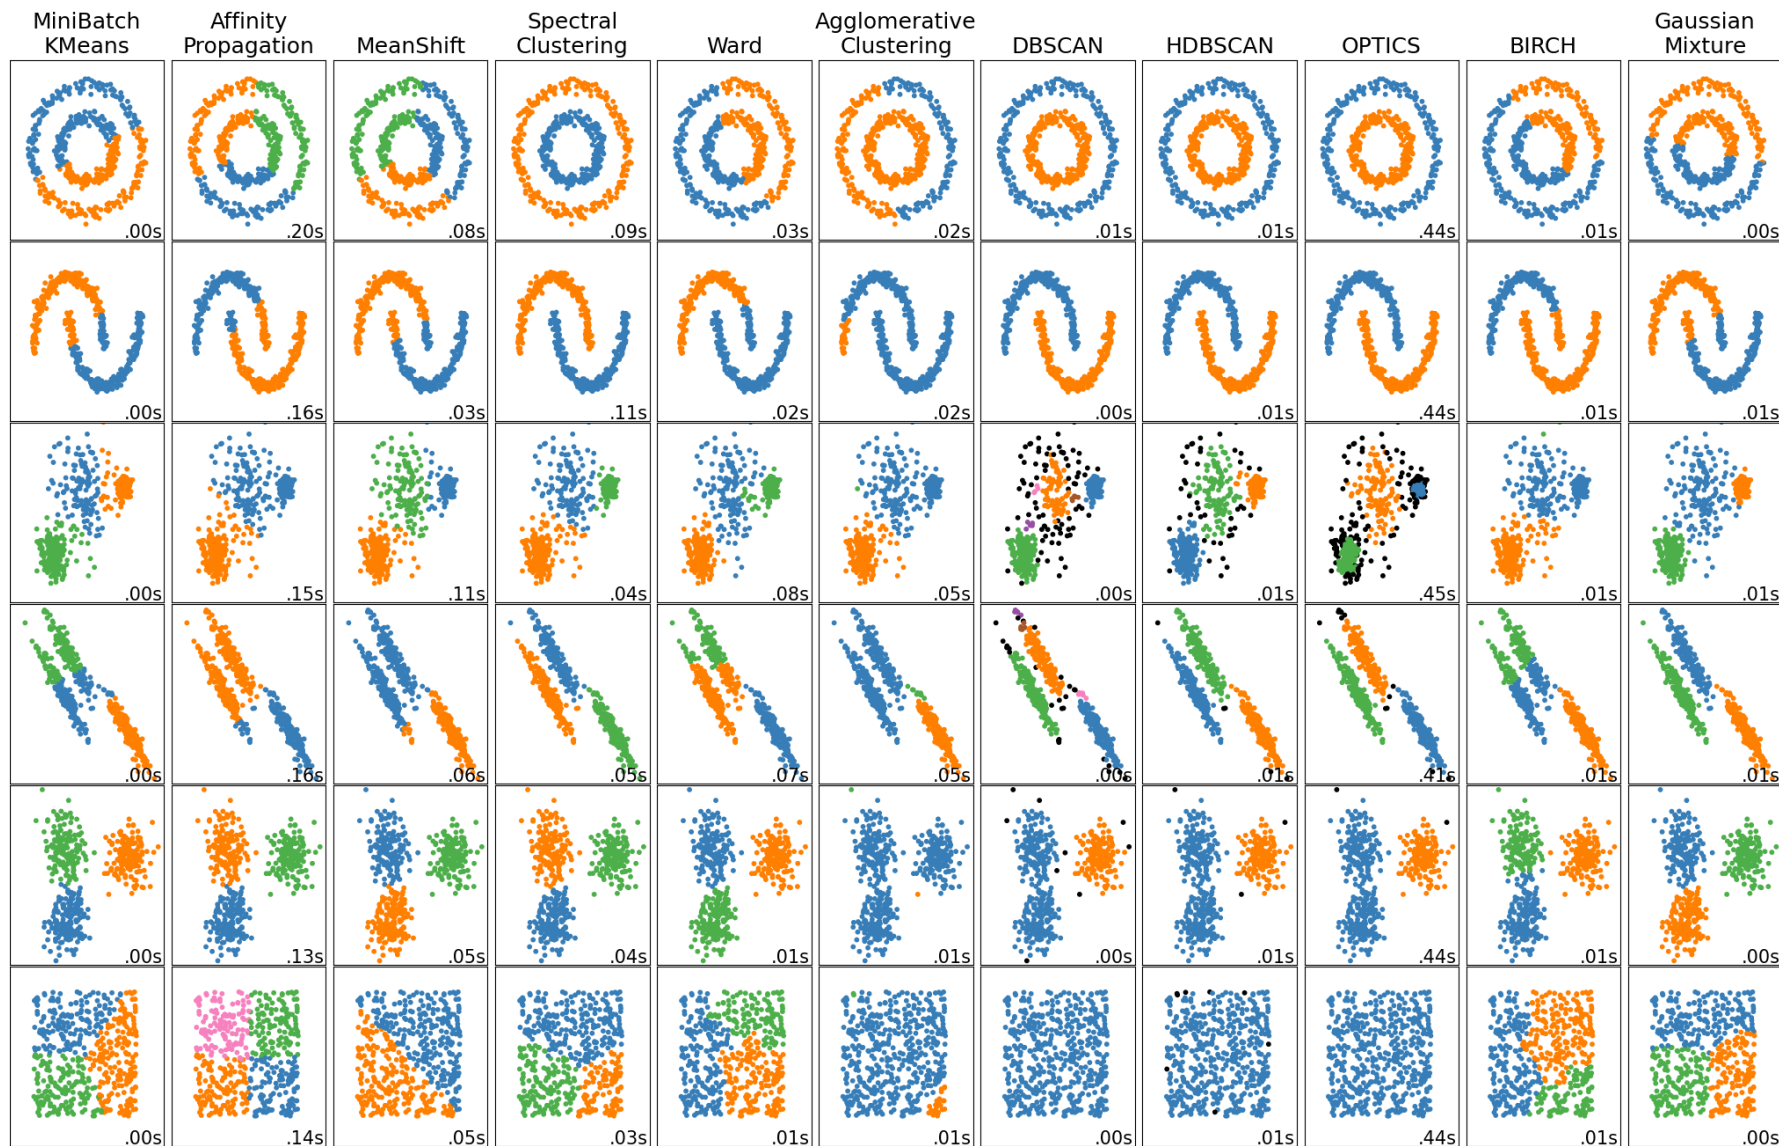 MiniBatch
KMeans
Affinity
Propagation
MeanShift
Spectral
Clustering
Ward
Agglomerative
Clustering
DBSCAN
HDBSCAN
OPTICS
BIRCH
Gaussian
Mixture
.00s
.20s
.08s
.09s
.03s
.02s
.01s
.01s
.44s
.01s
.00s
.00s
.16s
.03s
.11s
.02s
.02s
.00s
.01s
.44s
.01s
.01s
.00s
.15s
.11s
.04s
.08s
.05s
.00s
.01s
.45s
.01s
.01s
.00s
.16s
.06s
.05s
.07s
.05s
.00s
.01s
.41s
.01s
.01s
.00s
.13s
.05s
.04s
.01s
.01s
.00s
.01s
.44s
.01s
.00s
.00s
.14s
.05s
.03s
.01s
.01s
.00s
.01s
.44s
.01s
.00s